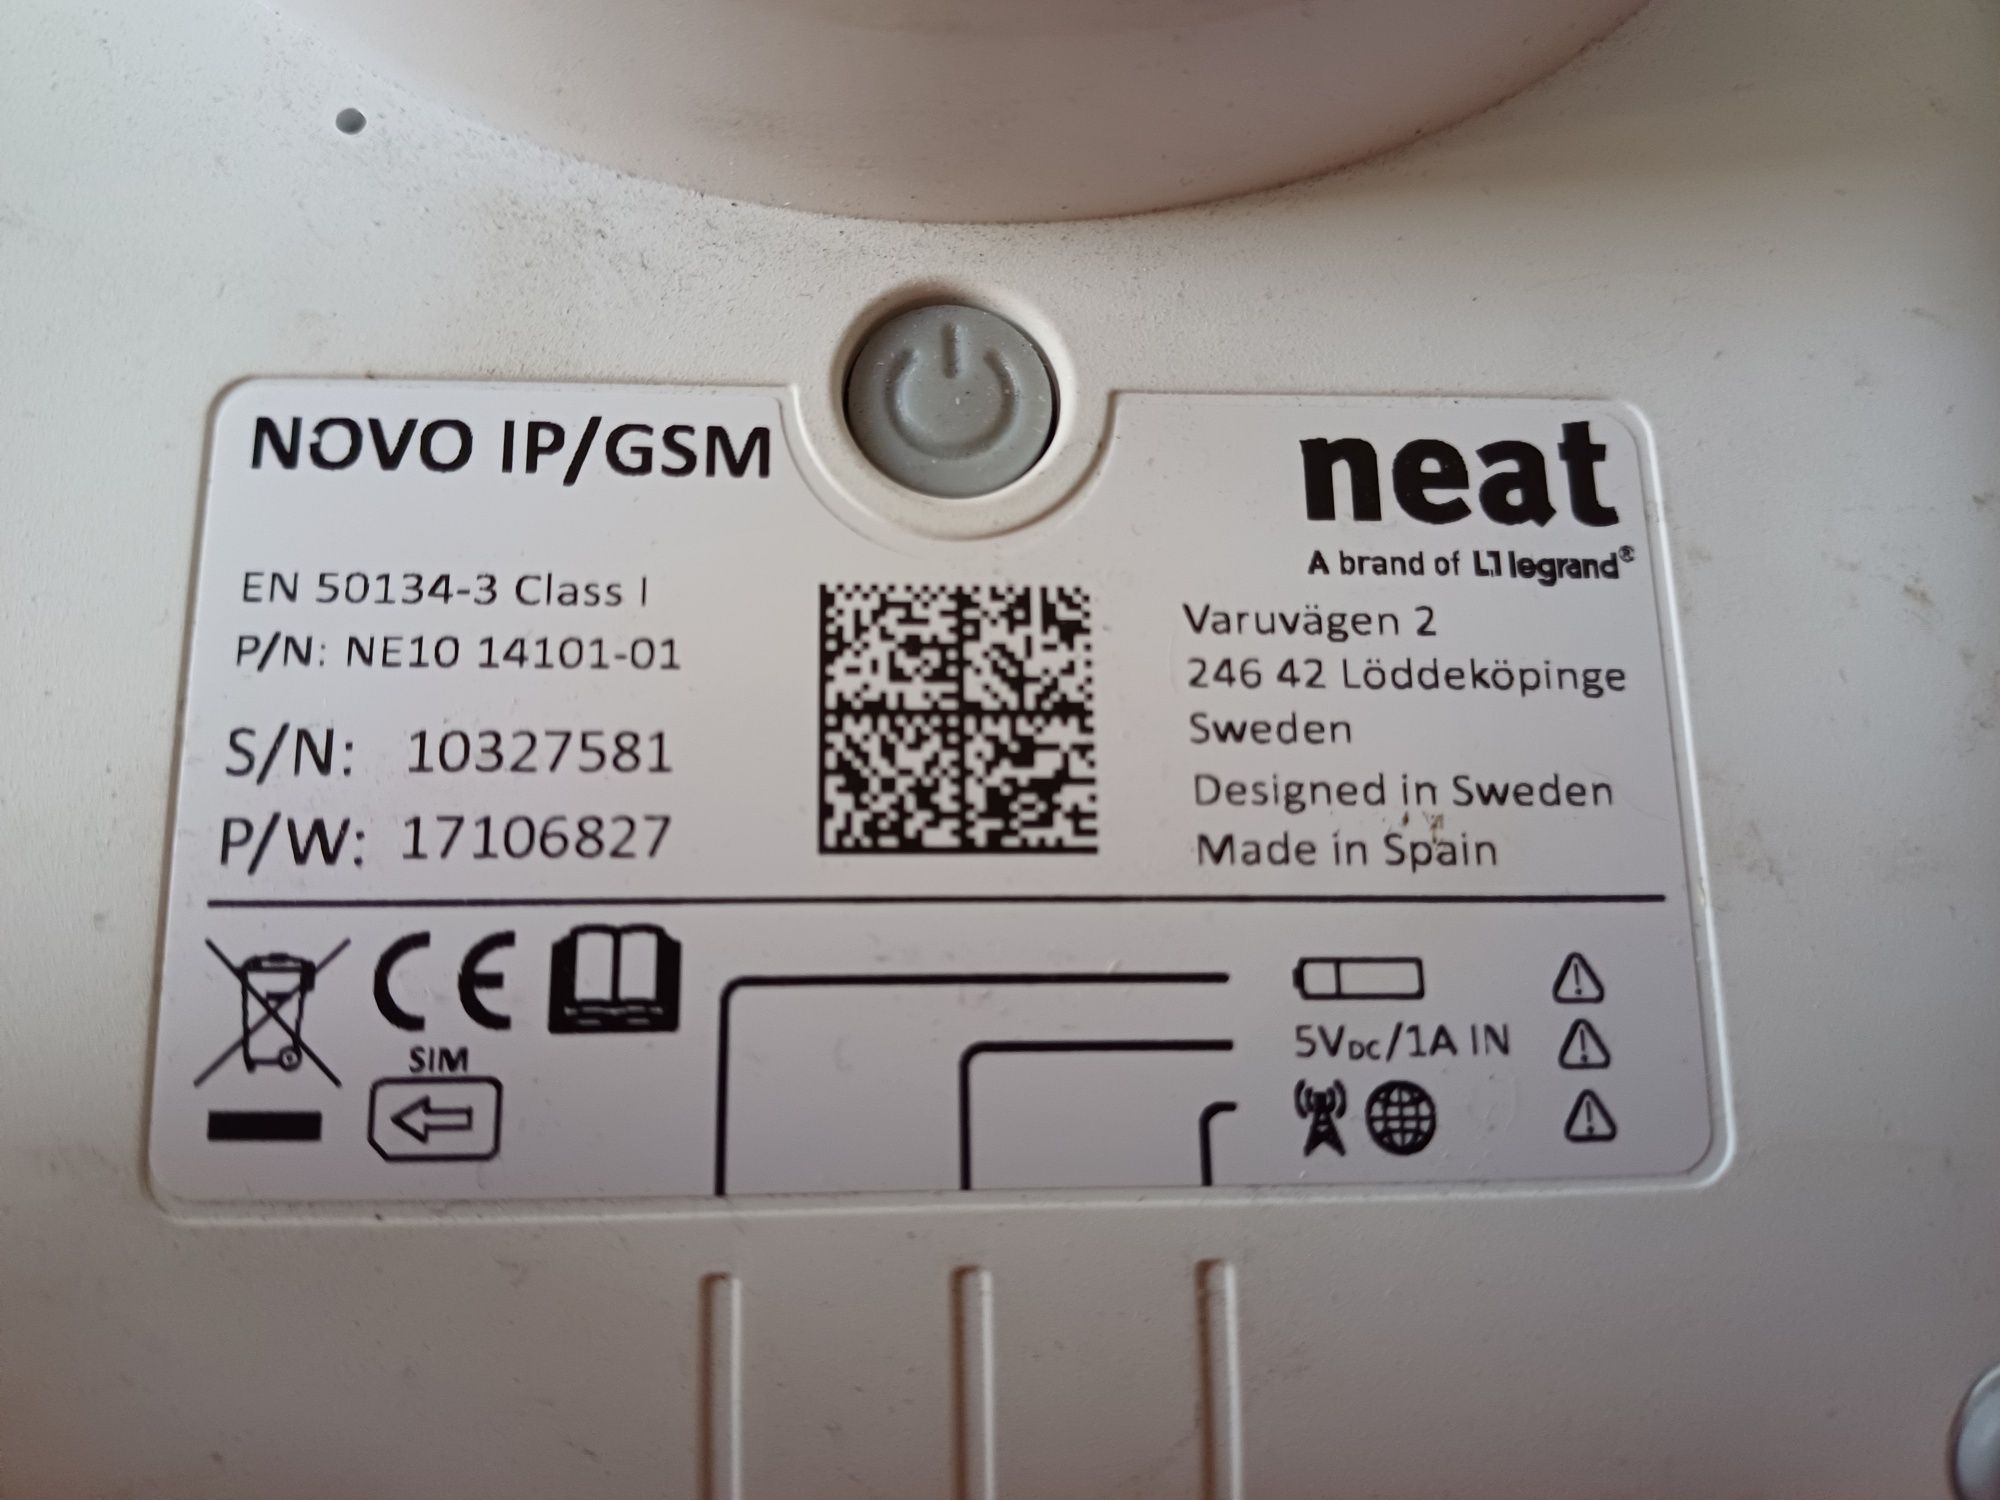 NOVO IP/GSM
EN 50134-3 Class I
P/N: NE10 14101-01
S/N: 10327581
P/W: 17106827
neat
A brand of legrand®
Varuvägen 2
246 42 Löddeköpinge
Sweden
Designed in Sweden
Made in Spain
CE
SIM
5VDC/1A IN